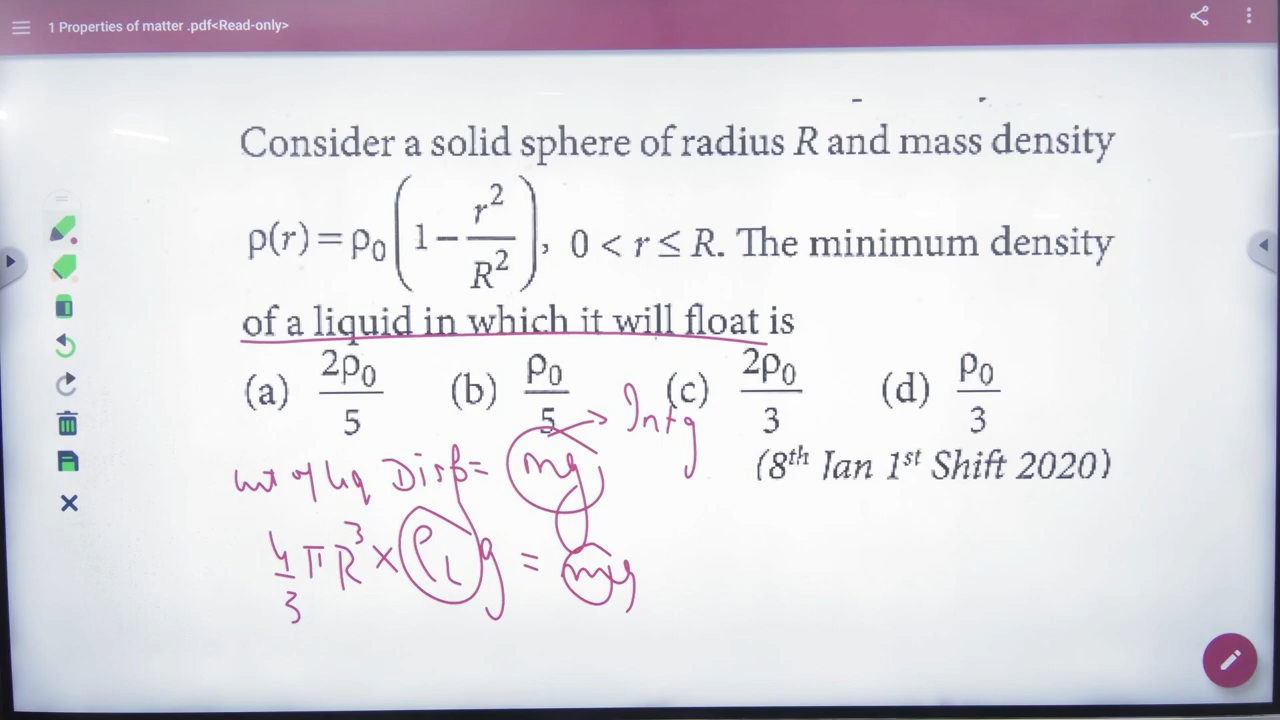 1 Properties of matter .pdf<Read-only>
Consider a solid sphere of radius R and mass density
ρ(r) = ρ₀(1 − r²/R²), 0 < r ≤ R. The minimum density
of a liquid in which it will float is
(a) 2ρ₀/5 (b) ρ₀/5 (c) 2ρ₀/3 (d) ρ₀/3
(8th Jan 1st Shift 2020)
Intg
wt of liq Disp = mg
4/3 πR³ × ρL g = mg